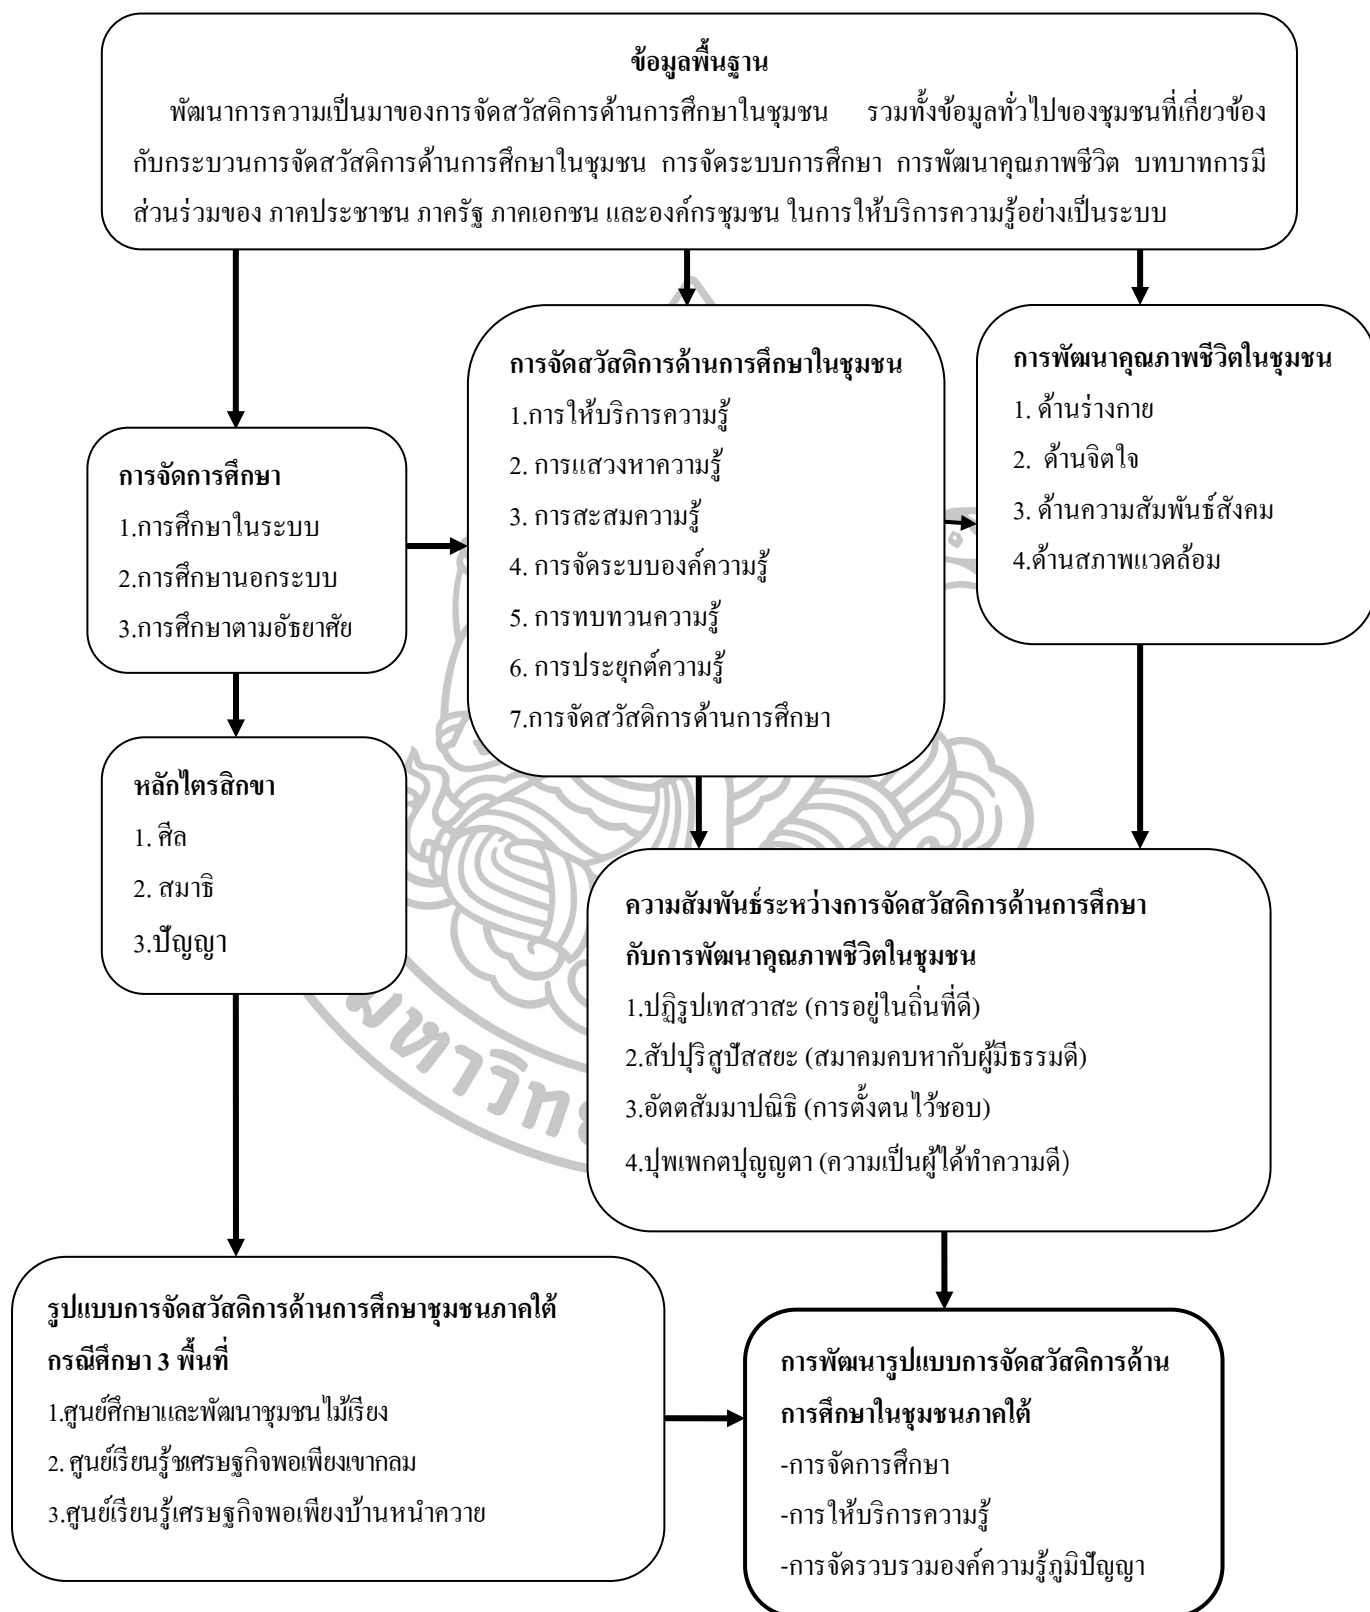 ข้อมูลพื้นฐาน
พัฒนาการความเป็นมาของการจัดสวัสดิการด้านการศึกษาในชุมชน รวมทั้งข้อมูลทั่วไปของชุมชนที่เกี่ยวข้อง
กับกระบวนการจัดสวัสดิการด้านการศึกษาในชุมชน การจัดระบบการศึกษา การพัฒนาคุณภาพชีวิต บทบาทการมี
ส่วนร่วมของ ภาคประชาชน ภาครัฐ ภาคเอกชน และองค์กรชุมชน ในการให้บริการความรู้อย่างเป็นระบบ
การจัดการศึกษา
1.การศึกษาในระบบ
2.การศึกษานอกระบบ
3.การศึกษาตามอัธยาศัย
การจัดสวัสดิการด้านการศึกษาในชุมชน
1.การให้บริการความรู้
2. การแสวงหาความรู้
3. การสะสมความรู้
4. การจัดระบบองค์ความรู้
5. การทบทวนความรู้
6. การประยุกต์ความรู้
7.การจัดสวัสดิการด้านการศึกษา
การพัฒนาคุณภาพชีวิตในชุมชน
1. ด้านร่างกาย
2. ด้านจิตใจ
3. ด้านความสัมพันธ์สังคม
4.ด้านสภาพแวดล้อม
หลักไตรสิกขา
1. ศีล
2. สมาธิ
3.ปัญญา
ความสัมพันธ์ระหว่างการจัดสวัสดิการด้านการศึกษา
กับการพัฒนาคุณภาพชีวิตในชุมชน
1.ปฏิรูปเทสวาสะ (การอยู่ในถิ่นที่ดี)
2.สัปปุริสูปัสสยะ (สมาคมคบหากับผู้มีธรรมดี)
3.อัตตสัมมาปณิธิ (การตั้งตนไว้ชอบ)
4.ปุพเพกตปุญญตา (ความเป็นผู้ได้ทำความดี)
มหาวิทย
รูปแบบการจัดสวัสดิการด้านการศึกษาชุมชนภาคใต้
กรณีศึกษา 3 พื้นที่
1.ศูนย์ศึกษาและพัฒนาชุมชนไม้เรียง
2. ศูนย์เรียนรู้ชเศรษฐกิจพอเพียงเขากลม
3.ศูนย์เรียนรู้เศรษฐกิจพอเพียงบ้านหนำควาย
การพัฒนารูปแบบการจัดสวัสดิการด้าน
การศึกษาในชุมชนภาคใต้
-การจัดการศึกษา
-การให้บริการความรู้
-การจัดรวบรวมองค์ความรู้ภูมิปัญญา